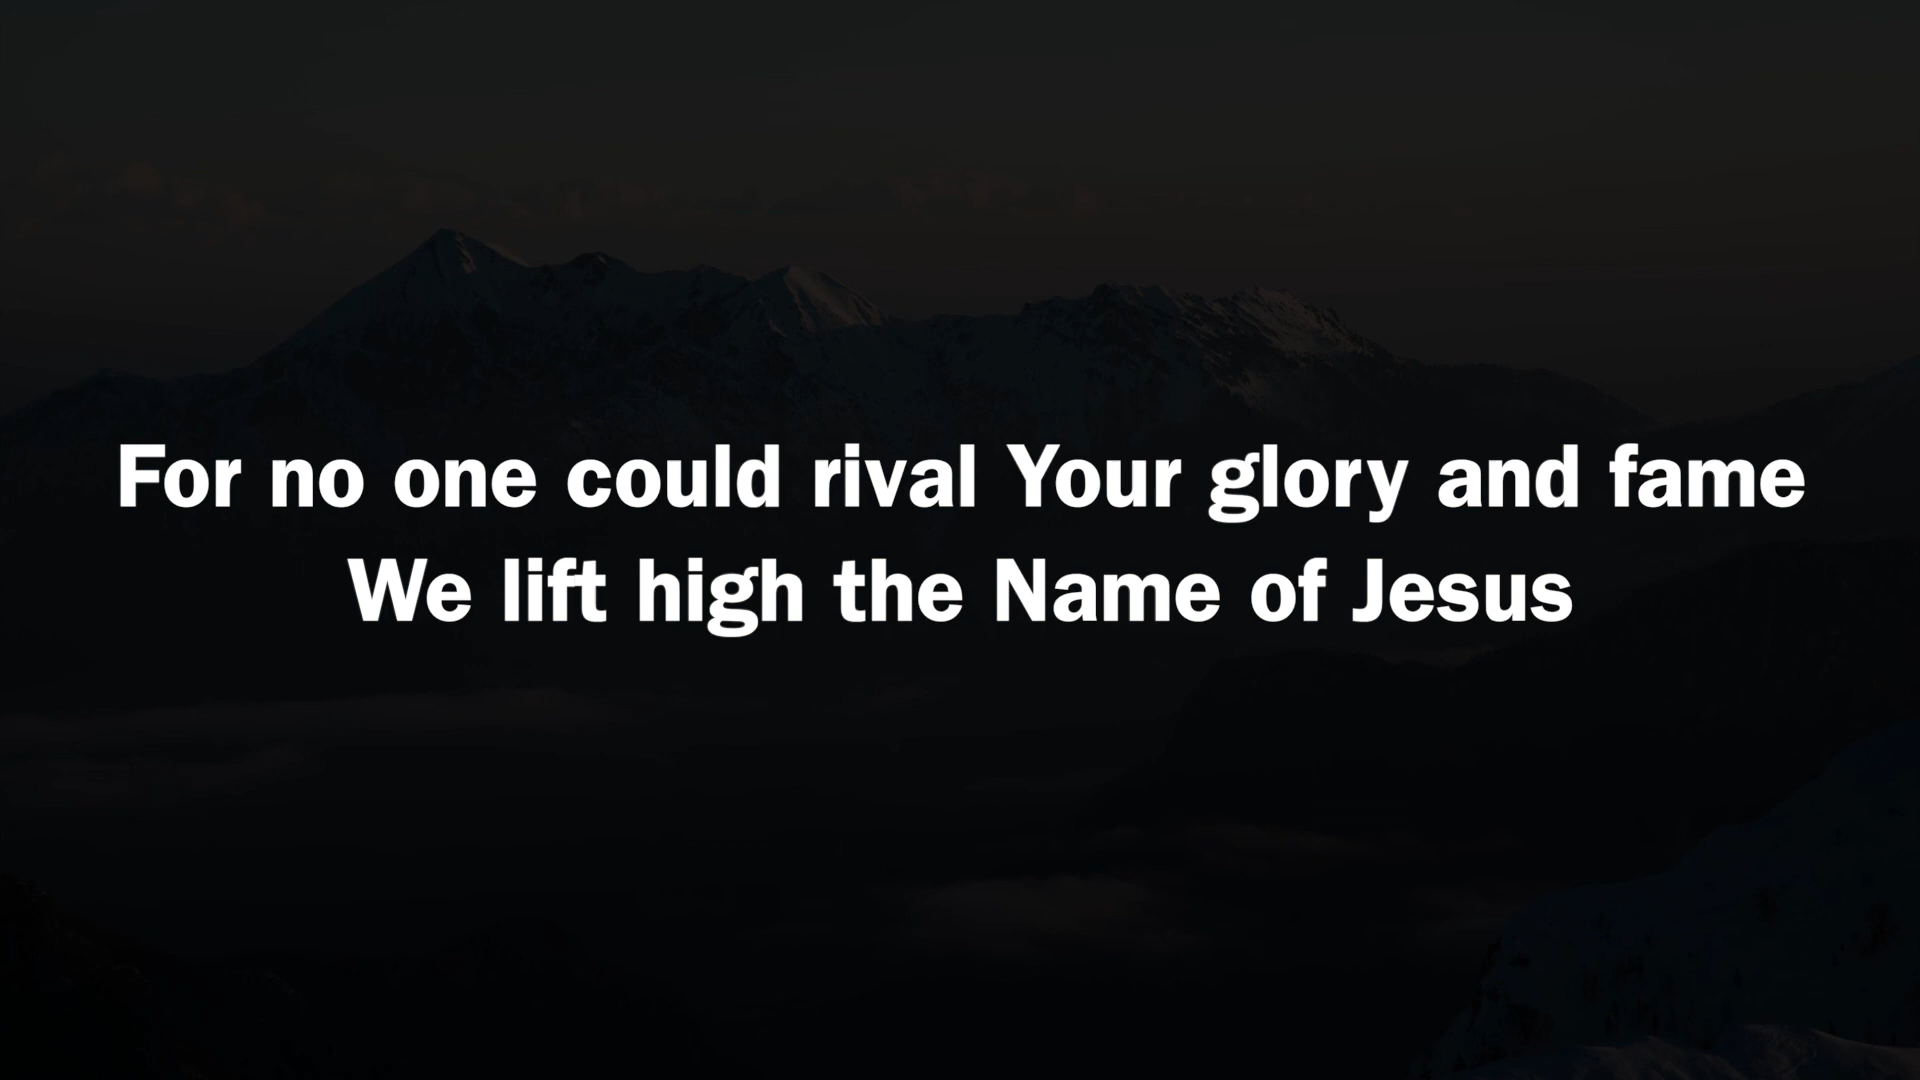 For no one could rival Your glory and fame
We lift high the Name of Jesus